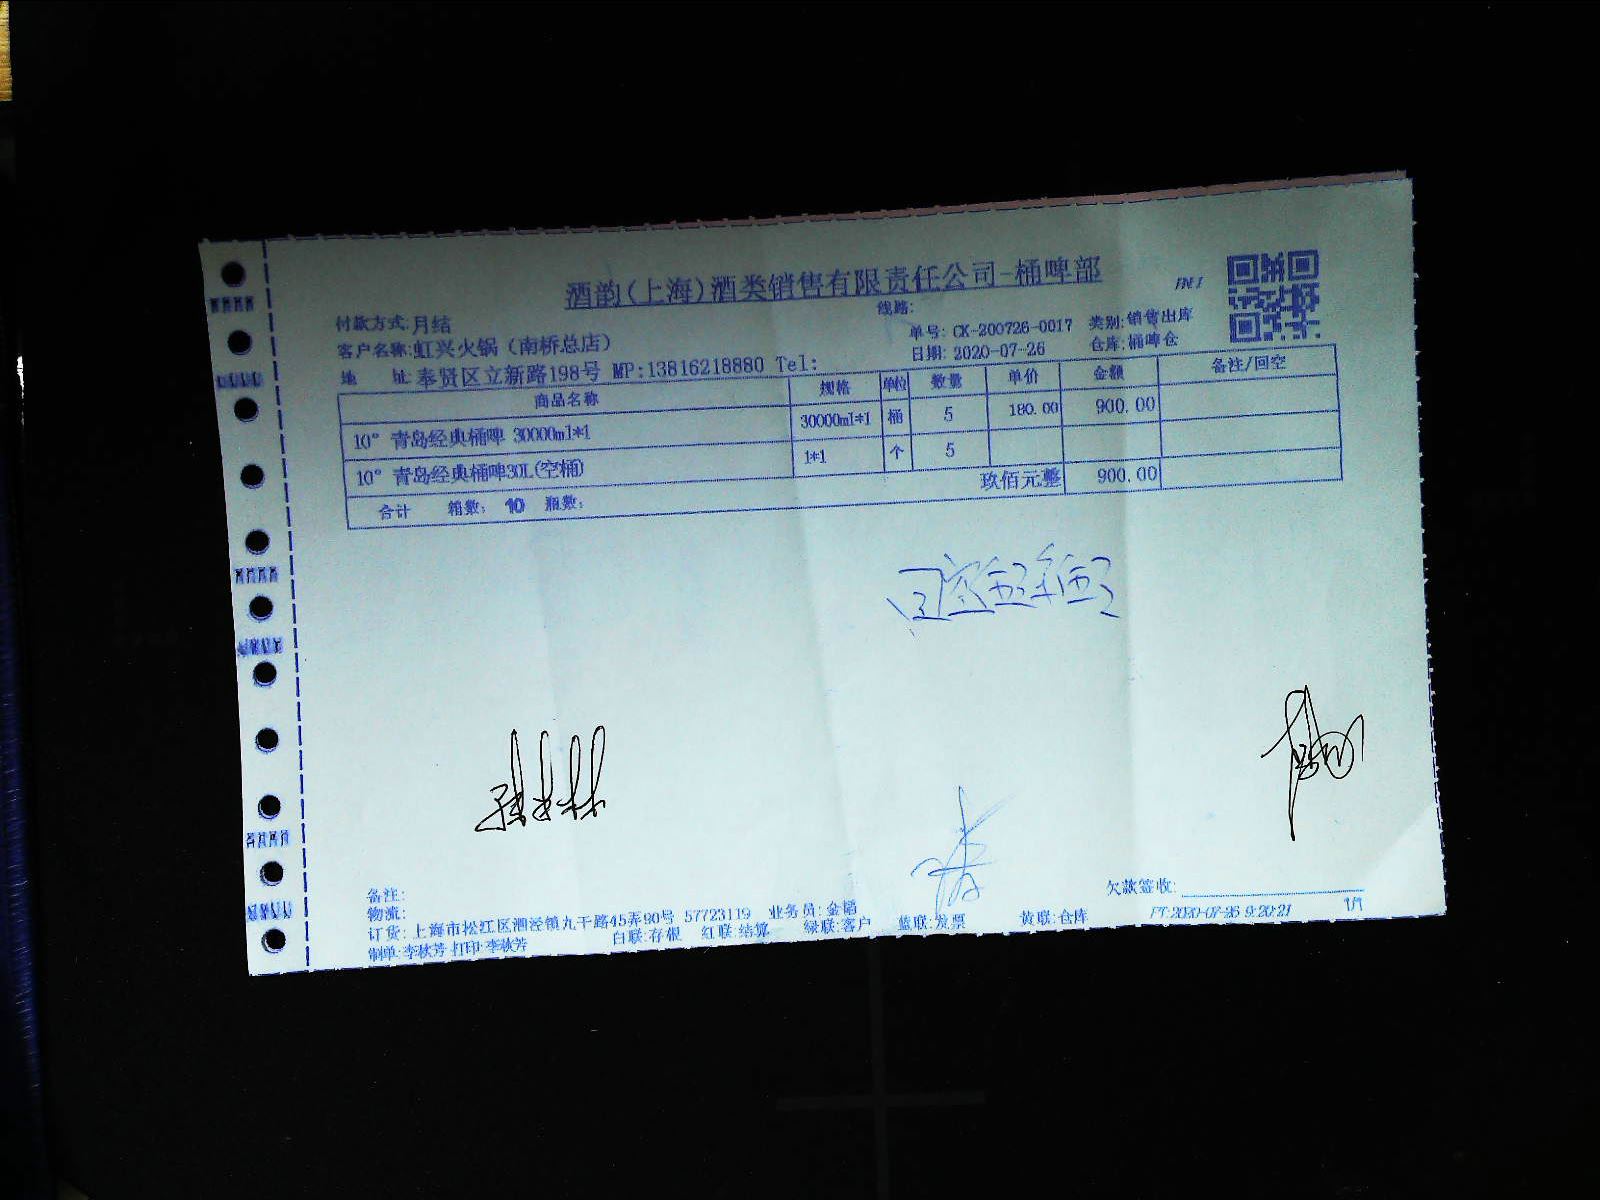 酒韵(上海)酒类销售有限责任公司-桶啤部
付款方式:月结 线路:
客户名称:虹兴火锅（南桥总店） 单号: CK-200726-0017 类别:销售出库
地 址:奉贤区立新路198号 MP:13816218880 Tel: 日期: 2020-07-26 仓库:桶啤仓
商品名称 规格 单位 数量 单价 金额 备注/回空
10° 青岛经典桶啤 30000ml*1 30000ml*1 桶 5 180.00 900.00
10° 青岛经典桶啤30L(空桶) 1*1 个 5
合计 箱数: 10 瓶数: 玖佰元整 900.00
备注:
物流: 欠款签收:
订货: 上海市松江区泗泾镇九干路45弄90号 57723119 业务员:金韬
制单:李秋芳 打印:李秋芳 白联:存根 红联:结算 绿联:客户 蓝联:发票 黄联:仓库 PT:2020-07-26 9:20:21 1/1